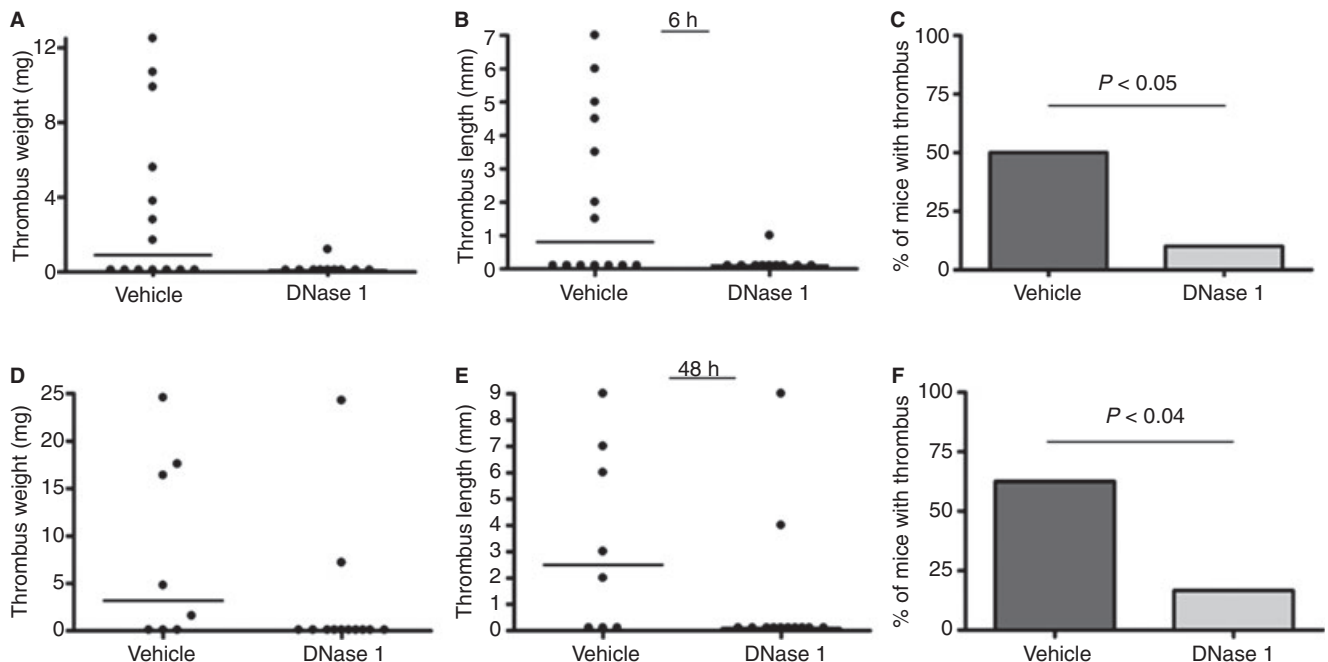 A
Thrombus weight (mg)
12
8
4
0
Vehicle
DNase 1
B
6 h
Thrombus length (mm)
7
6
5
4
3
2
1
0
Vehicle
DNase 1
C
% of mice with thrombus
100
75
50
25
0
P < 0.05
Vehicle
DNase 1
D
Thrombus weight (mg)
25
20
15
10
5
0
Vehicle
DNase 1
E
48 h
Thrombus length (mm)
9
8
7
6
5
4
3
2
1
0
Vehicle
DNase 1
F
% of mice with thrombus
100
75
50
25
0
P < 0.04
Vehicle
DNase 1